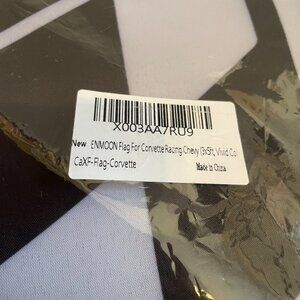 X003AA7RU9
New ENMOON Flag For Corvette Racing Chevy (3x5ft, Vivid Col
CaXF-Flag-Corvette
Made in China